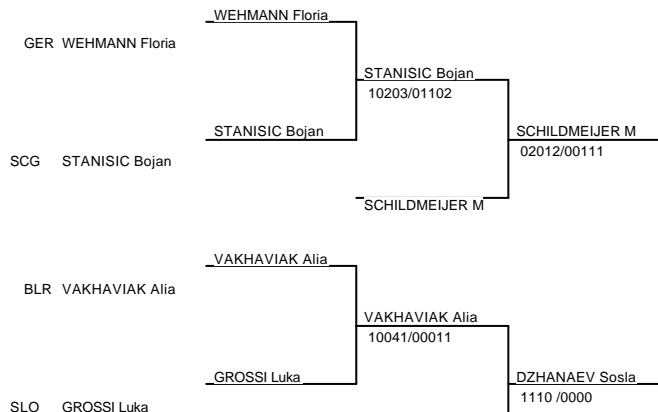 WEHMANN Floria
GER WEHMANN Floria
STANISIC Bojan
10203/01102
STANISIC Bojan
SCHILDMEIJER M
02012/00111
SCG STANISIC Bojan
SCHILDMEIJER M
VAKHAVIAK Alia
BLR VAKHAVIAK Alia
VAKHAVIAK Alia
10041/00011
GROSSI Luka
DZHANAEV Sosla
1110 /0000
SLO GROSSI Luka